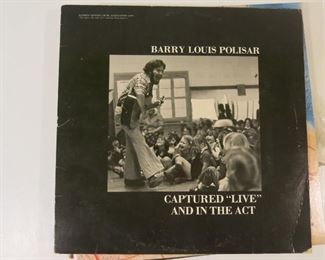 BARRY LOUIS POLISAR
CAPTURED "LIVE"
AND IN THE ACT